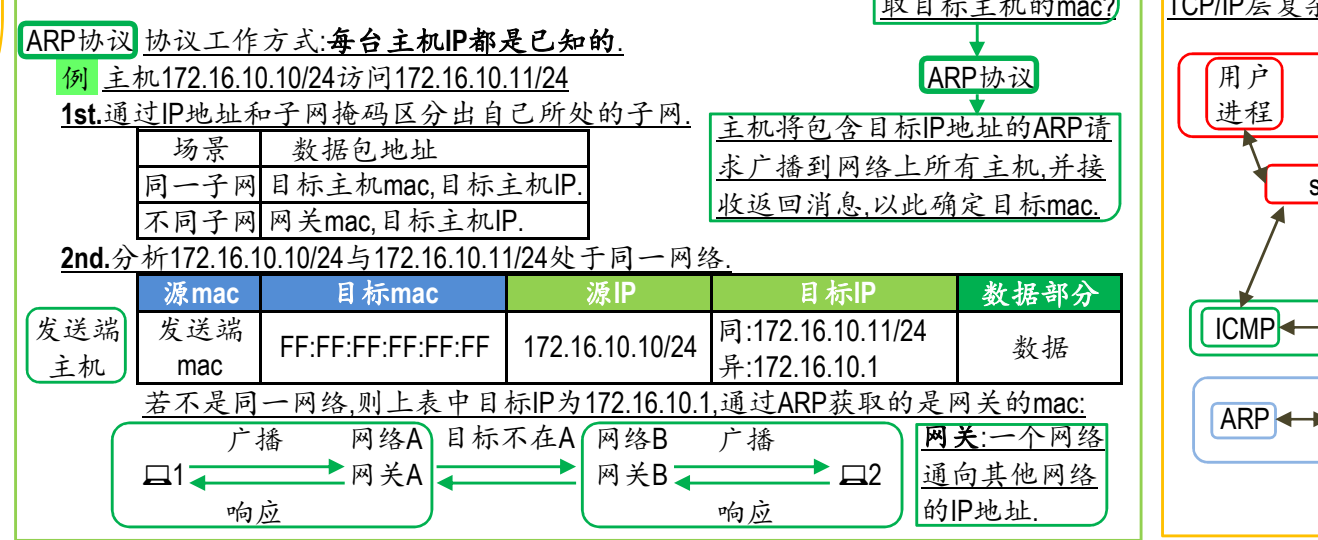 取目标主机的mac?
TCP/IP层复杂
ARP协议 协议工作方式:每台主机IP都是已知的.
例 主机172.16.10.10/24访问172.16.10.11/24
1st.通过IP地址和子网掩码区分出自己所处的子网.
场景 数据包地址
同一子网 目标主机mac,目标主机IP.
不同子网 网关mac,目标主机IP.
ARP协议
主机将包含目标IP地址的ARP请
求广播到网络上所有主机,并接
收返回消息,以此确定目标mac.
2nd.分析172.16.10.10/24与172.16.10.11/24处于同一网络.
源mac 目标mac 源IP 目标IP 数据部分
发送端
主机
发送端
mac
FF:FF:FF:FF:FF:FF 172.16.10.10/24
同:172.16.10.11/24
异:172.16.10.1
数据
若不是同一网络,则上表中目标IP为172.16.10.1,通过ARP获取的是网关的mac:
广播 网络A 目标不在A 网络B 广播
1 网关A 网关B 2
响应 响应
网关:一个网络
通向其他网络
的IP地址.
用户
进程
s
ICMP
ARP